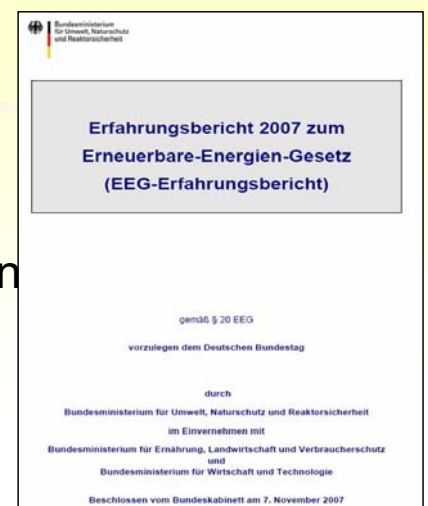 Bundesministerium
für Umwelt, Naturschutz
und Reaktorsicherheit
Erfahrungsbericht 2007 zum
Erneuerbare-Energien-Gesetz
(EEG-Erfahrungsbericht)
n
gemäß § 20 EEG
vorzulegen dem Deutschen Bundestag
durch
Bundesministerium für Umwelt, Naturschutz und Reaktorsicherheit
im Einvernehmen mit
Bundesministerium für Ernährung, Landwirtschaft und Verbraucherschutz
und
Bundesministerium für Wirtschaft und Technologie
Beschlossen vom Bundeskabinett am 7. November 2007